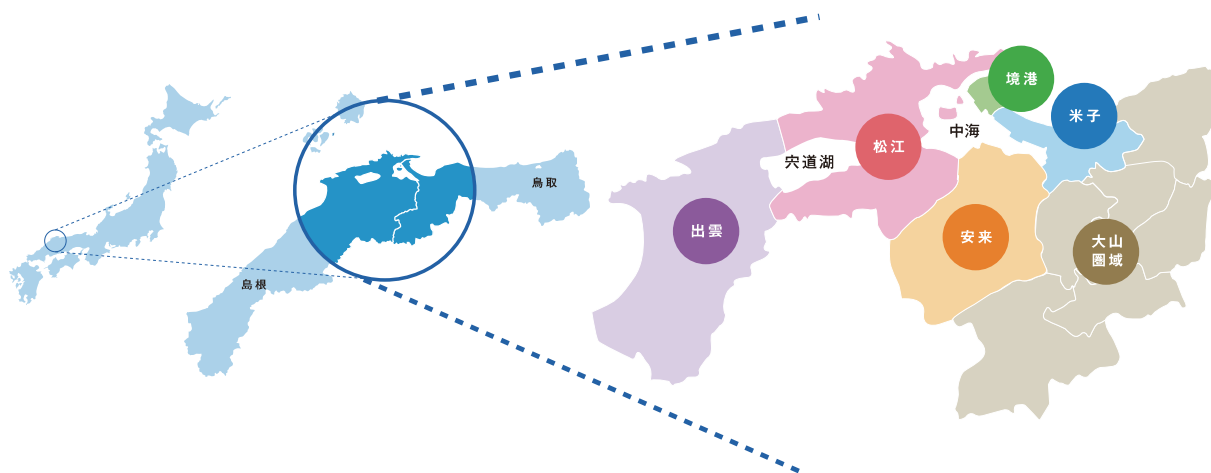 鳥取
島根
境港
米子
中海
松江
宍道湖
出雲
安来
大山
圏域